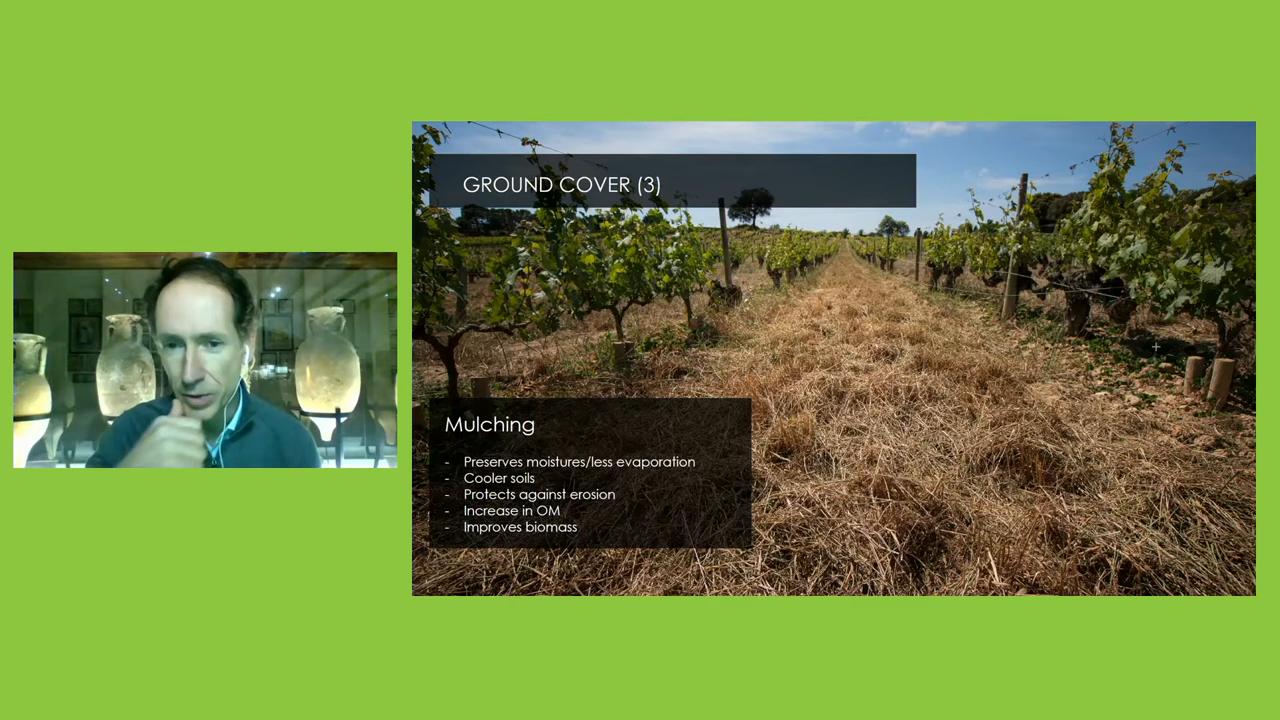 GROUND COVER (3)
Mulching
- Preserves moistures/less evaporation
- Cooler soils
- Protects against erosion
- Increase in OM
- Improves biomass